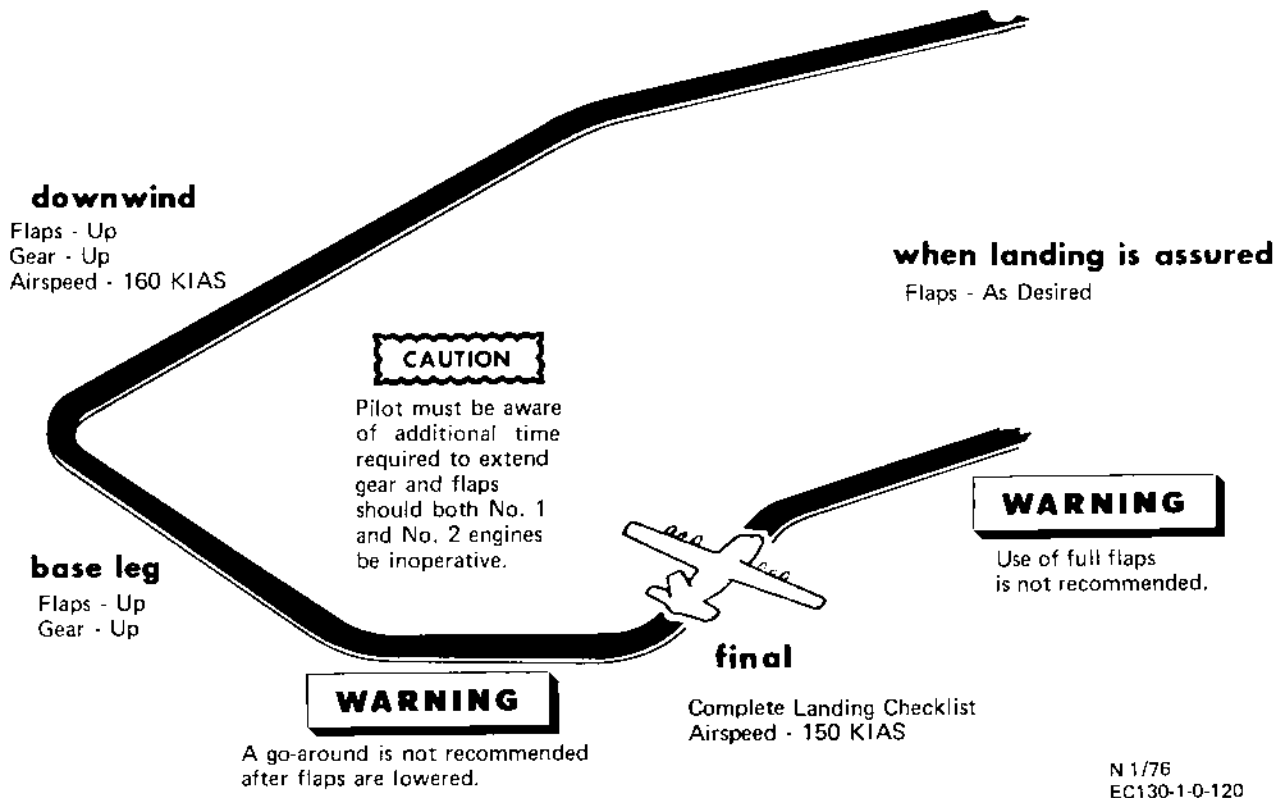 downwind
Flaps - Up
Gear - Up
Airspeed - 160 KIAS
when landing is assured
Flaps - As Desired
CAUTION
Pilot must be aware
of additional time
required to extend
gear and flaps
should both No. 1
and No. 2 engines
be inoperative.
base leg
Flaps - Up
Gear - Up
WARNING
Use of full flaps
is not recommended.
WARNING
A go-around is not recommended
after flaps are lowered.
final
Complete Landing Checklist
Airspeed - 150 KIAS
N 1/76
EC130-1-0-120